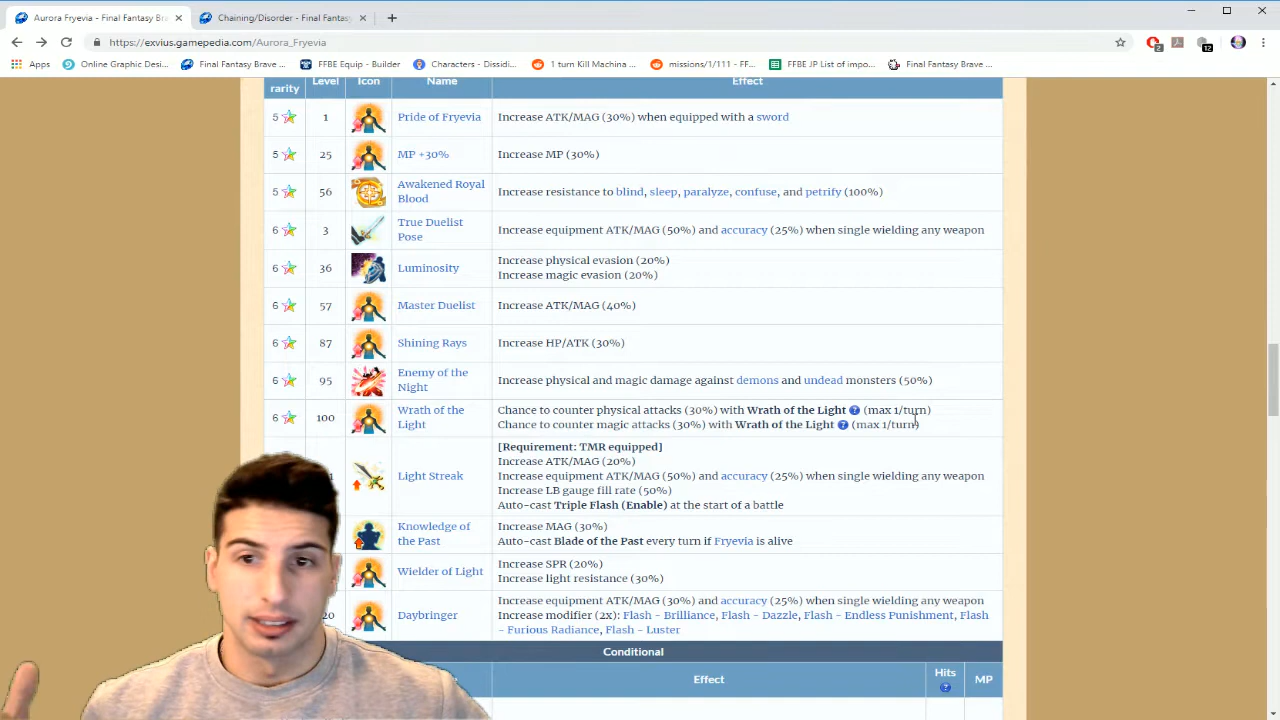 Aurora Fryevia - Final Fantasy Bra
Chaining/Disorder - Final Fantasy
https://exvius.gamepedia.com/Aurora_Fryevia
2
12
Apps
Online Graphic Desi...
Final Fantasy Brave ...
FFBE Equip - Builder
Characters - Dissid...
1 turn Kill Machina ...
missions/1/111 - FF...
FFBE JP List of impo...
Final Fantasy Brave ...
rarity Level Icon Name Effect
5 1 Pride of Fryevia Increase ATK/MAG (30%) when equipped with a sword
5 25 MP +30% Increase MP (30%)
5 56 Awakened Royal Blood Increase resistance to blind, sleep, paralyze, confuse, and petrify (100%)
6 3 True Duelist Pose Increase equipment ATK/MAG (50%) and accuracy (25%) when single wielding any weapon
6 36 Luminosity Increase physical evasion (20%)
Increase magic evasion (20%)
6 57 Master Duelist Increase ATK/MAG (40%)
6 87 Shining Rays Increase HP/ATK (30%)
6 95 Enemy of the Night Increase physical and magic damage against demons and undead monsters (50%)
6 100 Wrath of the Light Chance to counter physical attacks (30%) with Wrath of the Light ? (max 1/turn)
Chance to counter magic attacks (30%) with Wrath of the Light ? (max 1/turn)
Light Streak [Requirement: TMR equipped]
Increase ATK/MAG (20%)
Increase equipment ATK/MAG (50%) and accuracy (25%) when single wielding any weapon
Increase LB gauge fill rate (50%)
Auto-cast Triple Flash (Enable) at the start of a battle
Knowledge of the Past Increase MAG (30%)
Auto-cast Blade of the Past every turn if Fryevia is alive
Wielder of Light Increase SPR (20%)
Increase light resistance (30%)
20 Daybringer Increase equipment ATK/MAG (30%) and accuracy (25%) when single wielding any weapon
Increase modifier (2x): Flash - Brilliance, Flash - Dazzle, Flash - Endless Punishment, Flash
- Furious Radiance, Flash - Luster
Conditional
Effect Hits ? MP